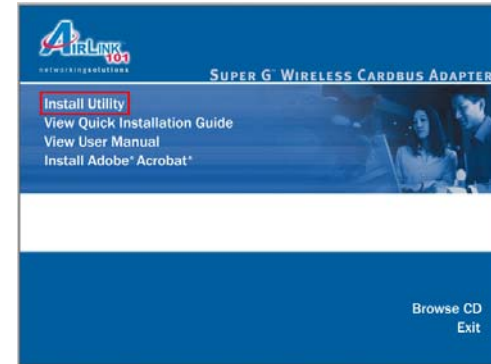 AirLink
101
networkingsolutions
Super G™ Wireless Cardbus Adapter
Install Utility
View Quick Installation Guide
View User Manual
Install Adobe® Acrobat®
Browse CD
Exit